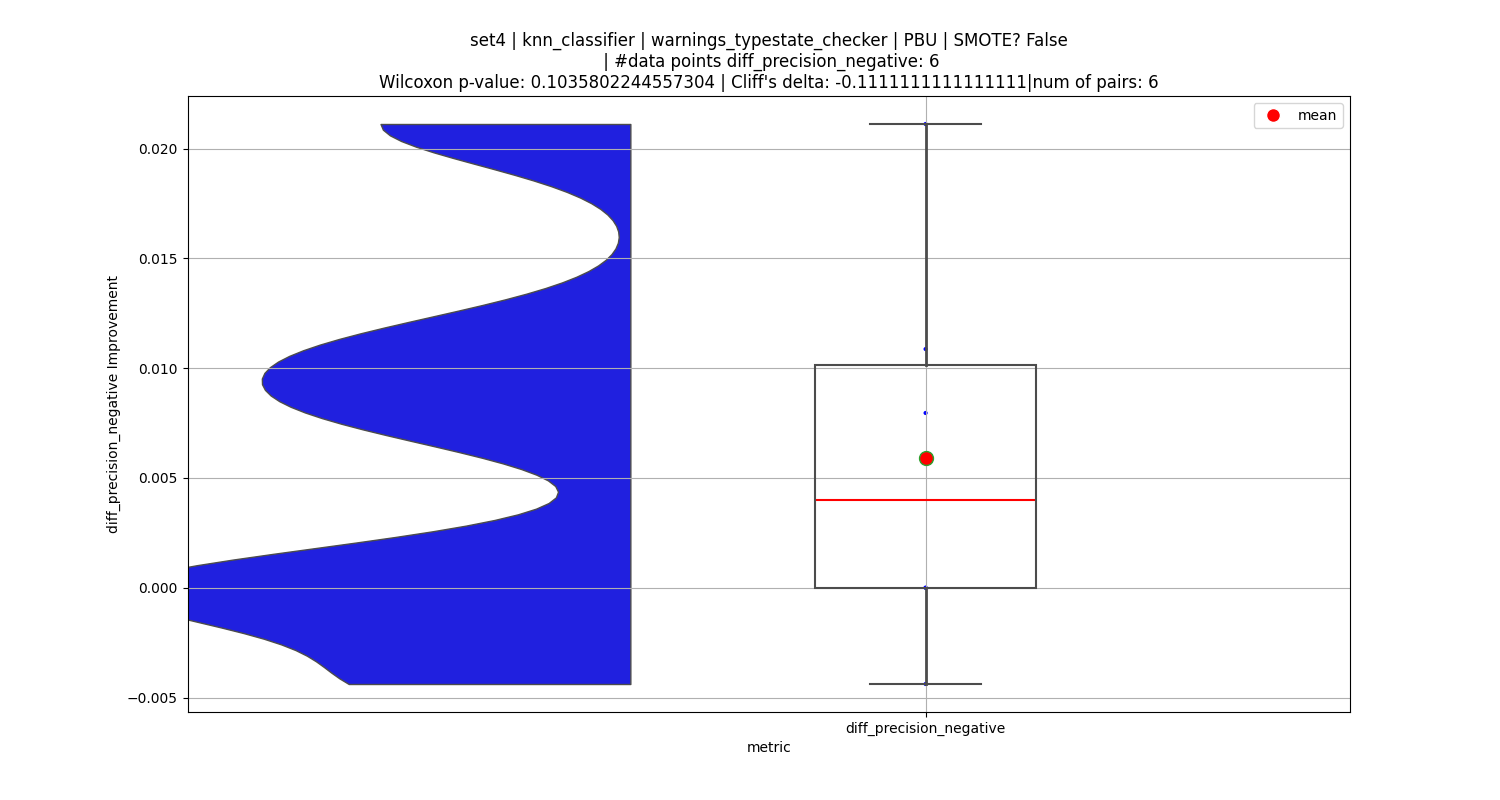 set4 | knn_classifier | warnings_typestate_checker | PBU | SMOTE? False
| #data points diff_precision_negative: 6
Wilcoxon p-value: 0.1035802244557304 | Cliff's delta: -0.1111111111111111|num of pairs: 6
mean
0.020
0.015
0.010
0.005
0.000
−0.005
diff_precision_negative Improvement
diff_precision_negative
metric